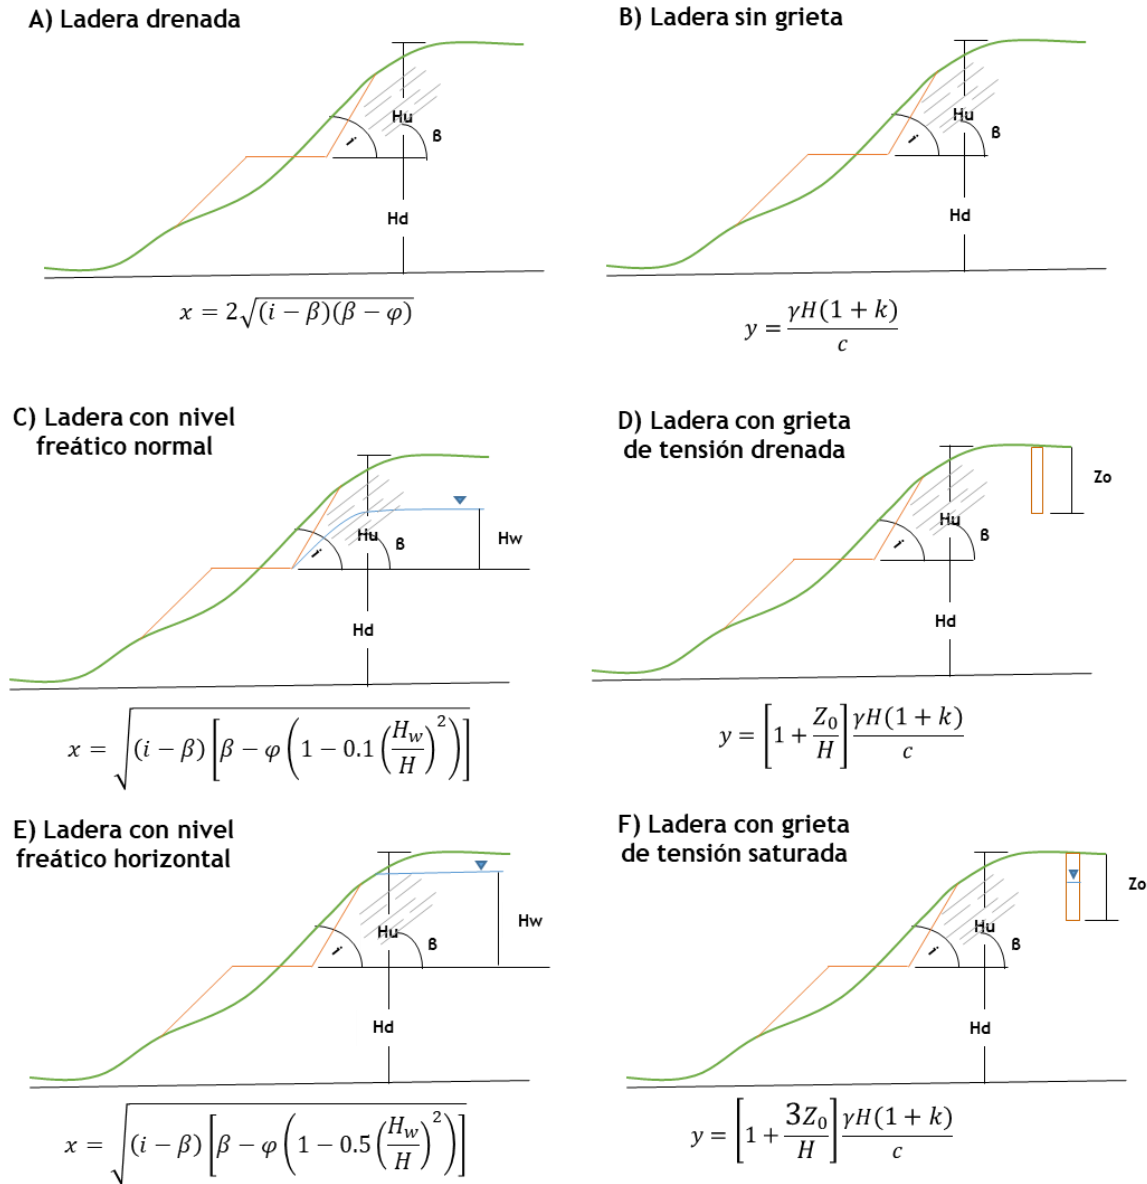 A) Ladera drenada
Hu
i
β
Hd
x = 2√((i − β)(β − φ))
B) Ladera sin grieta
Hu
i
β
Hd
y = γH(1 + k) / c
C) Ladera con nivel
freático normal
Hu
i
β
Hw
Hd
x = √((i − β)[β − φ(1 − 0.1(H_w/H)²)])
D) Ladera con grieta
de tensión drenada
Zo
Hu
i
β
Hd
y = [1 + Z₀/H] γH(1 + k) / c
E) Ladera con nivel
freático horizontal
Hw
Hu
i
β
Hd
x = √((i − β)[β − φ(1 − 0.5(H_w/H)²)])
F) Ladera con grieta
de tensión saturada
Zo
Hu
i
β
Hd
y = [1 + 3Z₀/H] γH(1 + k) / c